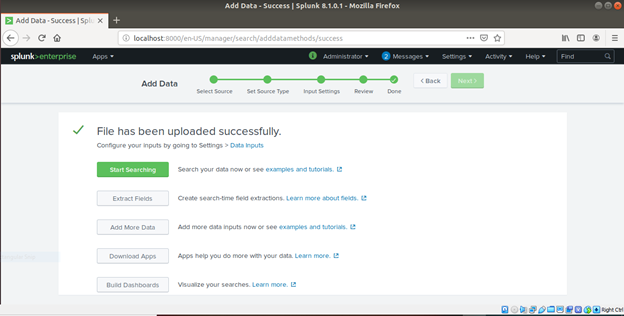 Add Data - Success | Splunk 8.1.0.1 - Mozilla Firefox
Add Data - Success | Splu
localhost:8000/en-US/manager/search/adddatamethods/success
splunk>enterprise Apps Administrator 2 Messages Settings Activity Help Find
Add Data
Select Source Set Source Type Input Settings Review Done
< Back Next >
File has been uploaded successfully.
Configure your inputs by going to Settings > Data Inputs
Start Searching Search your data now or see examples and tutorials.
Extract Fields Create search-time field extractions. Learn more about fields.
Add More Data Add more data inputs now or see examples and tutorials.
Download Apps Apps help you do more with your data. Learn more.
Build Dashboards Visualize your searches. Learn more.
Right Ctrl